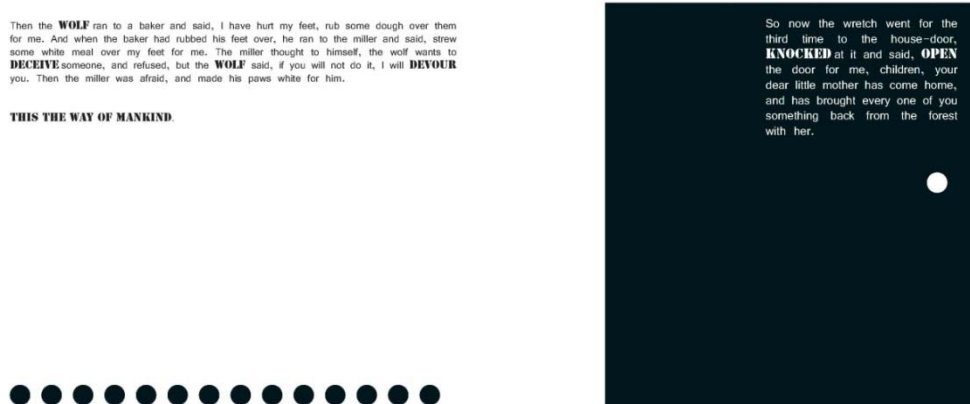 Then the WOLF ran to a baker and said, I have hurt my feet, rub some dough over them
for me. And when the baker had rubbed his feet over, he ran to the miller and said, strew
some white meal over my feet for me. The miller thought to himself, the wolf wants to
DECEIVE someone, and refused, but the WOLF said, if you will not do it, I will DEVOUR
you. Then the miller was afraid, and made his paws white for him.
THIS THE WAY OF MANKIND.
So now the wretch went for the
third time to the house-door,
KNOCKED at it and said, OPEN
the door for me, children, your
dear little mother has come home,
and has brought every one of you
something back from the forest
with her.